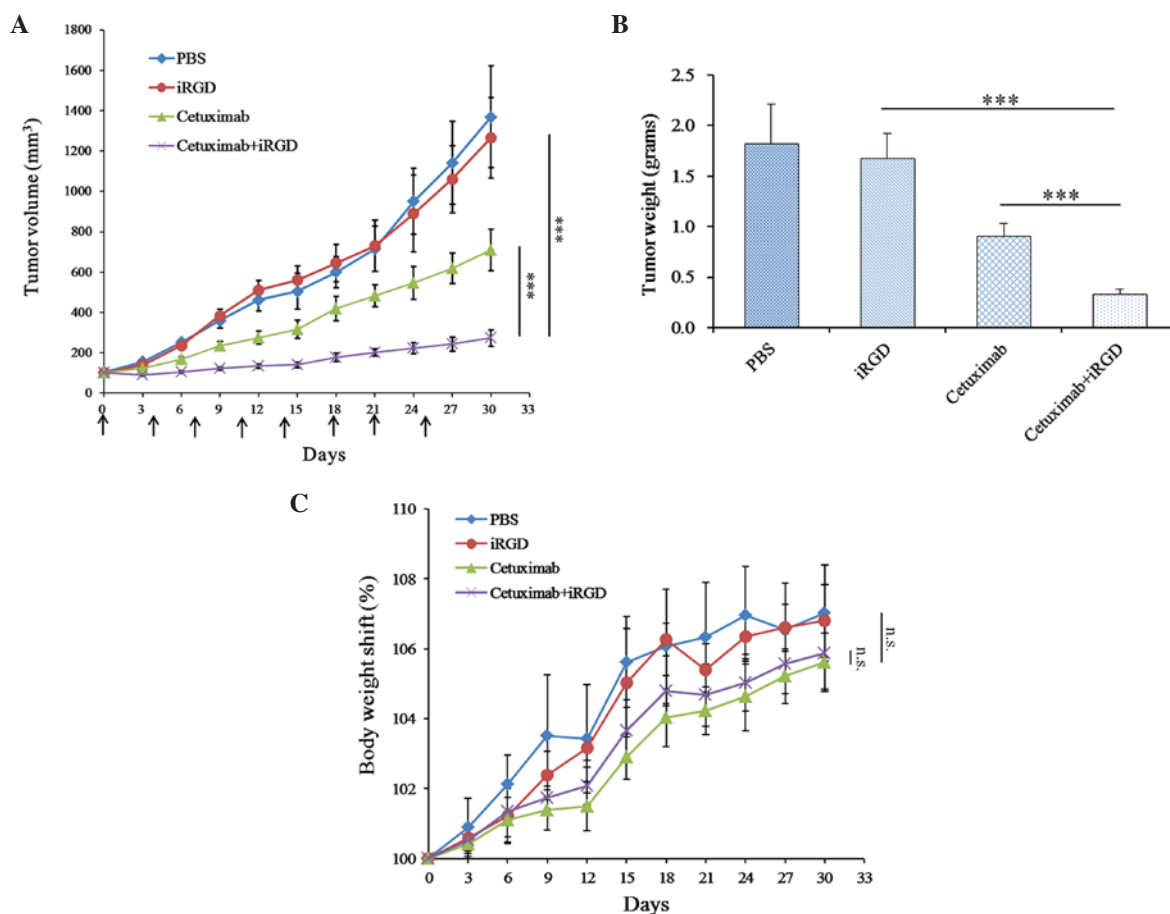 A
PBS
iRGD
Cetuximab
Cetuximab+iRGD
Tumor volume (mm³)
1800
1600
1400
1200
1000
800
600
400
200
0
0 3 6 9 12 15 18 21 24 27 30 33
Days
***
***
B
Tumor weight (grams)
2.5
2.0
1.5
1.0
0.5
0.0
***
***
PBS
iRGD
Cetuximab
Cetuximab+iRGD
C
PBS
iRGD
Cetuximab
Cetuximab+iRGD
Body weight shift (%)
110
108
106
104
102
100
0 3 6 9 12 15 18 21 24 27 30 33
Days
n.s.
n.s.